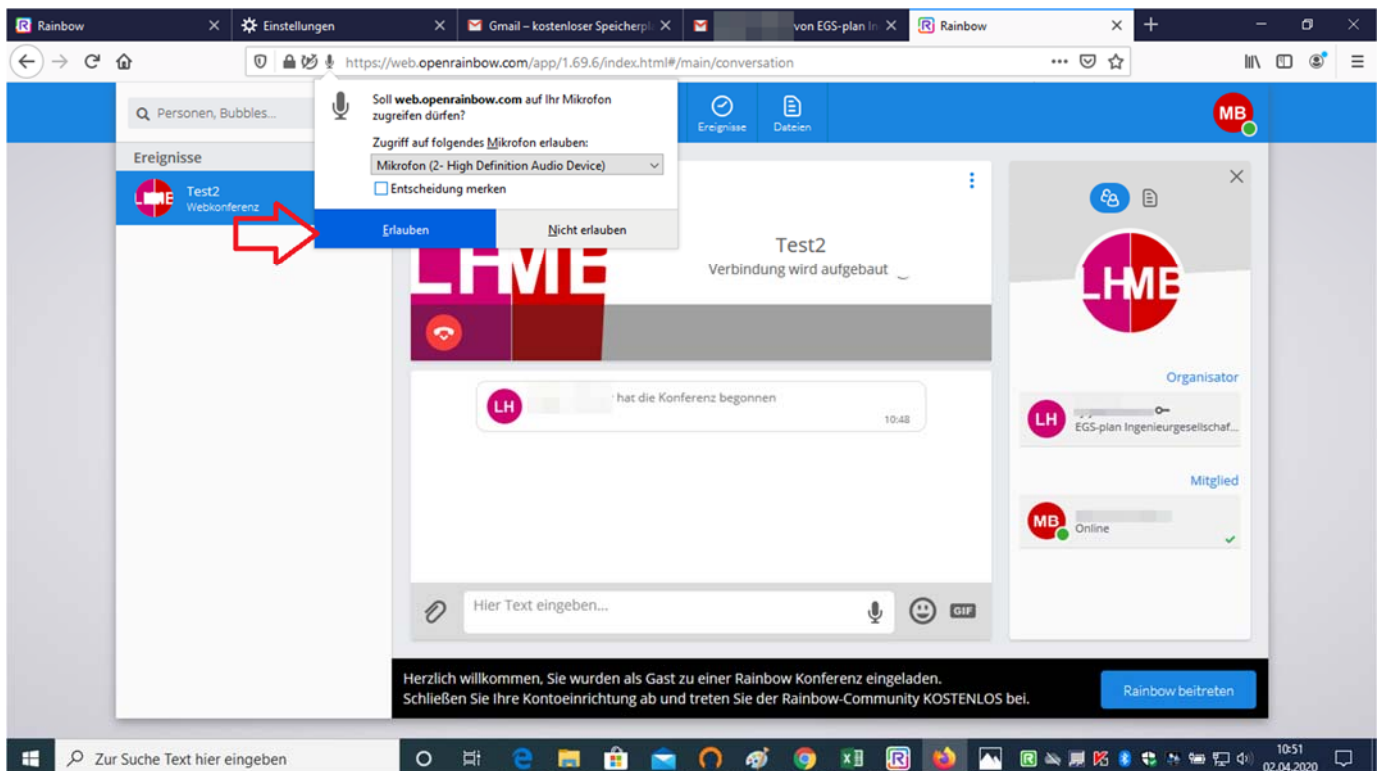 Rainbow
Einstellungen
Gmail – kostenloser Speicherpl
von EGS-plan In
Rainbow
https://web.openrainbow.com/app/1.69.6/index.html#/main/conversation
Personen, Bubbles...
Ereignisse
Dateien
MB
Soll web.openrainbow.com auf Ihr Mikrofon
zugreifen dürfen?
Zugriff auf folgendes Mikrofon erlauben:
Mikrofon (2- High Definition Audio Device)
Entscheidung merken
Erlauben
Nicht erlauben
Ereignisse
Test2
Webkonferenz
LHMB
Test2
Verbindung wird aufgebaut
LH
hat die Konferenz begonnen
10:48
LHMB
Organisator
LH
EGS-plan Ingenieurgesellschaf...
Mitglied
MB
Online
Hier Text eingeben...
GIF
Herzlich willkommen, Sie wurden als Gast zu einer Rainbow Konferenz eingeladen.
Schließen Sie Ihre Kontoeinrichtung ab und treten Sie der Rainbow-Community KOSTENLOS bei.
Rainbow beitreten
Zur Suche Text hier eingeben
10:51
02.04.2020